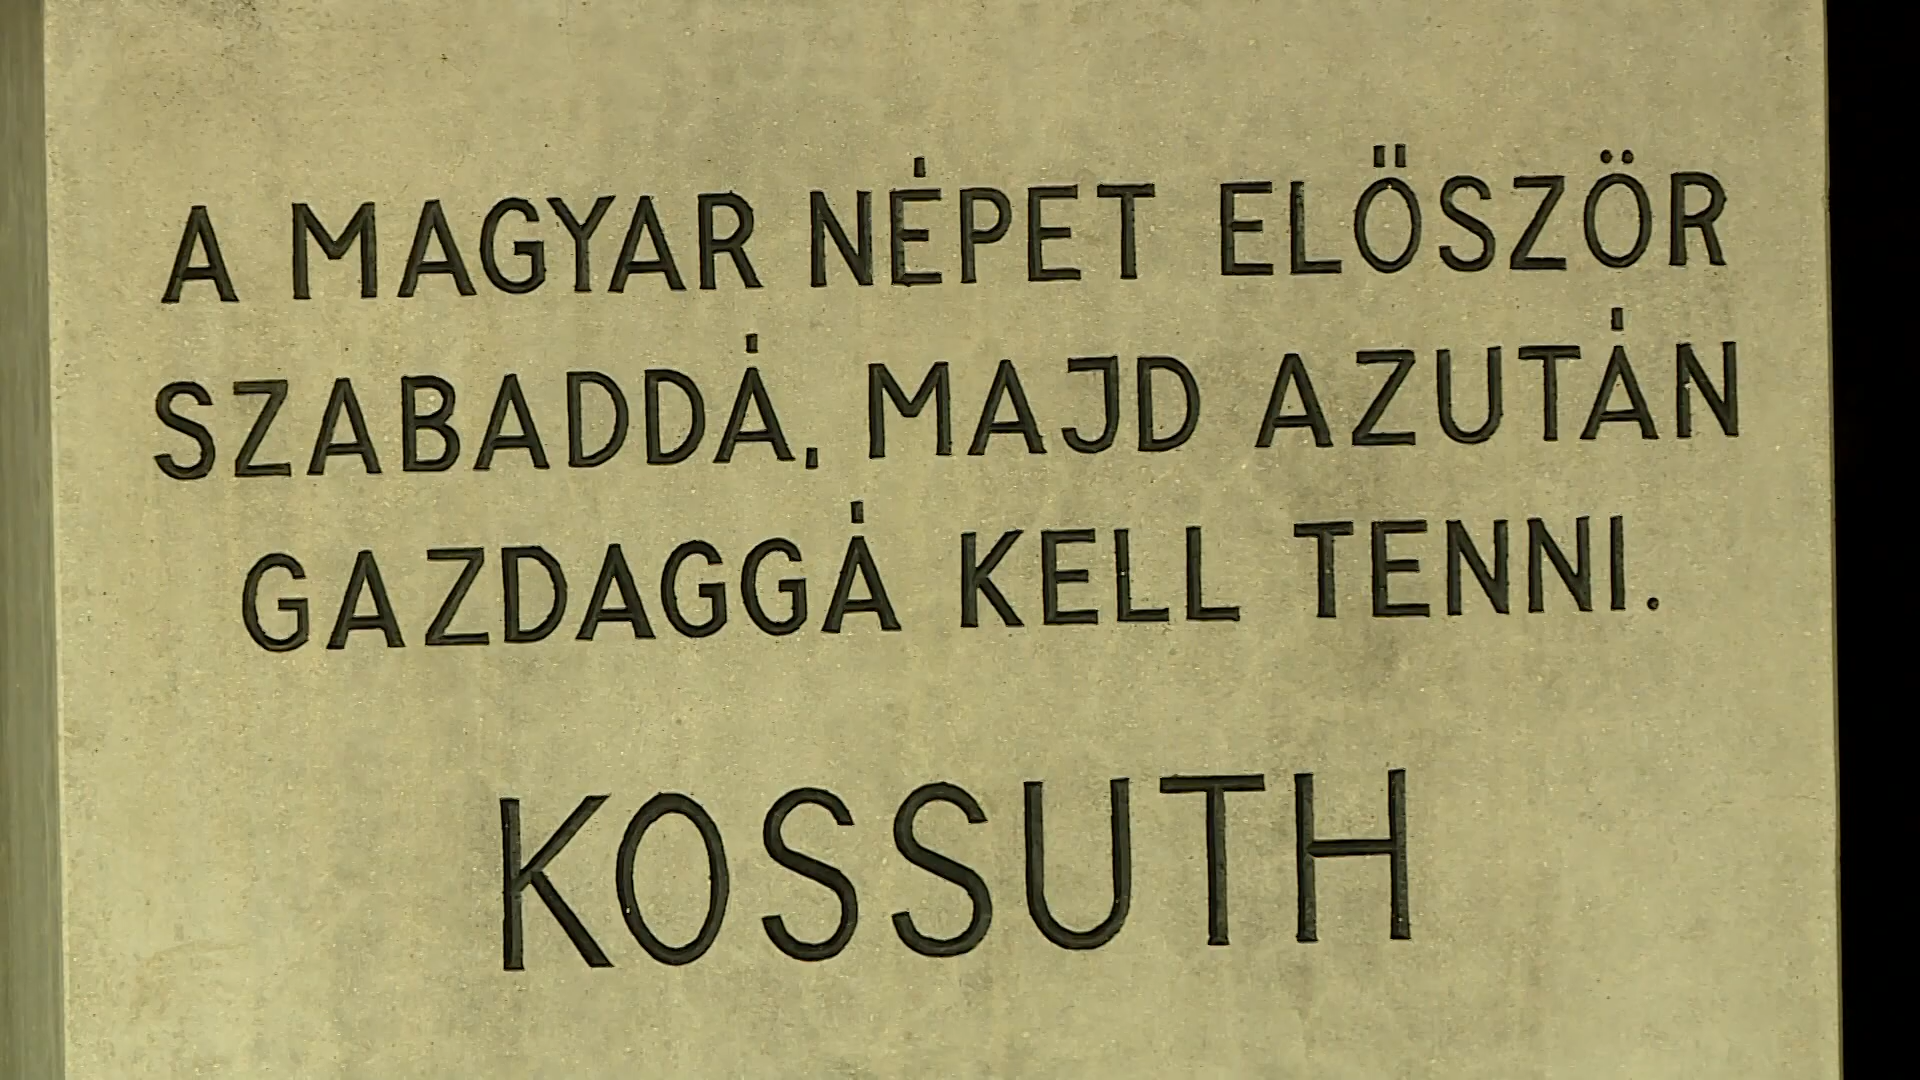 A MAGYAR NÉPET ELŐSZÖR
SZABADDÁ, MAJD AZUTÁN
GAZDAGGÁ KELL TENNI.
KOSSUTH